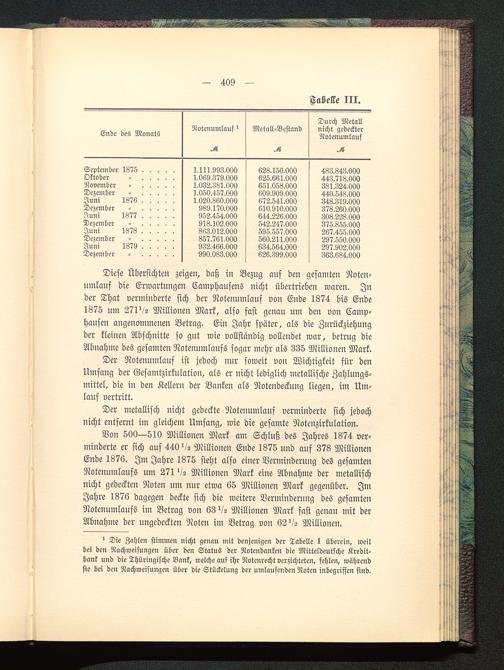 — 409 —
Tabelle III.
Ende des Monats Notenumlauf ¹ Metall-Bestand Durch Metall nicht gedeckter Notenumlauf
ℳ ℳ ℳ
September 1875 . . . . . 1.111.993.000 628.150.000 483.843.000
Oktober „ . . . . . 1.069.379.000 625.661.000 443.718.000
November „ . . . . . 1.032.381.000 651.058.000 381.324.000
Dezember „ . . . . . 1.050.457.000 609.909.000 440.548.000
Juni 1876 . . . . . 1.020.860.000 672.541.000 348.319.000
Dezember „ . . . . . 989.170.000 610.910.000 378.260.000
Juni 1877 . . . . . 952.454.000 644.226.000 308.228.000
Dezember „ . . . . . 918.102.000 542.247.000 375.855.000
Juni 1878 . . . . . 863.012.000 595.557.000 267.455.000
Dezember „ . . . . . 857.761.000 560.211.000 297.550.000
Juni 1879 . . . . . 932.466.000 634.564.000 297.902.000
Dezember „ . . . . . 990.083.000 626.399.000 363.684.000
Diese Übersichten zeigen, daß in Bezug auf den gesamten Noten-
umlauf die Erwartungen Camphausens nicht übertrieben waren. In
der That verminderte sich der Notenumlauf von Ende 1874 bis Ende
1875 um 271½ Millionen Mark, also fast genau um den von Camp-
hausen angenommenen Betrag. Ein Jahr später, als die Zurückziehung
der kleinen Abschnitte so gut wie vollständig vollendet war, betrug die
Abnahme des gesamten Notenumlaufs sogar mehr als 335 Millionen Mark.
Der Notenumlauf ist jedoch nur soweit von Wichtigkeit für den
Umfang der Gesamtzirkulation, als er nicht lediglich metallische Zahlungs-
mittel, die in den Kellern der Banken als Notendeckung liegen, im Um-
lauf vertritt.
Der metallisch nicht gedeckte Notenumlauf verminderte sich jedoch
nicht entfernt im gleichem Umfang, wie die gesamte Notenzirkulation.
Von 500—510 Millionen Mark am Schluß des Jahres 1874 ver-
minderte er sich auf 440½ Millionen Ende 1875 und auf 378 Millionen
Ende 1876. Im Jahre 1875 steht also einer Verminderung des gesamten
Notenumlaufs um 271½ Millionen Mark eine Abnahme der metallisch
nicht gedeckten Noten um nur etwa 65 Millionen Mark gegenüber. Im
Jahre 1876 dagegen deckte sich die weitere Verminderung des gesamten
Notenumlaufs im Betrag von 63½ Millionen Mark fast genau mit der
Abnahme der ungedeckten Noten im Betrag von 62½ Millionen.
¹ Die Zahlen stimmen nicht genau mit denjenigen der Tabelle I überein, weil
bei den Nachweisungen über den Status der Notenbanken die Mitteldeutsche Kredit-
bank und die Thüringische Bank, welche auf ihr Notenrecht verzichteten, fehlen, während
sie bei den Nachweisungen über die Stückelung der umlaufenden Noten inbegriffen sind.